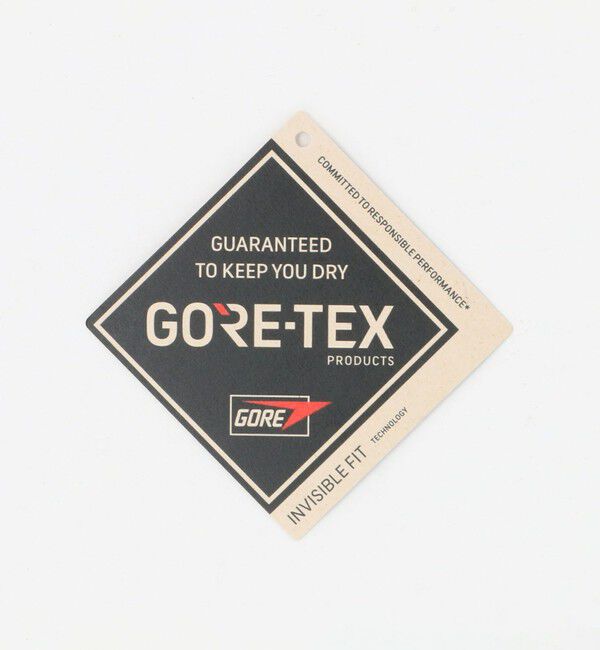 COMMITTED TO RESPONSIBLE PERFORMANCE*
GUARANTEED
TO KEEP YOU DRY
GORE-TEX
PRODUCTS
GORE
INVISIBLE FIT TECHNOLOGY